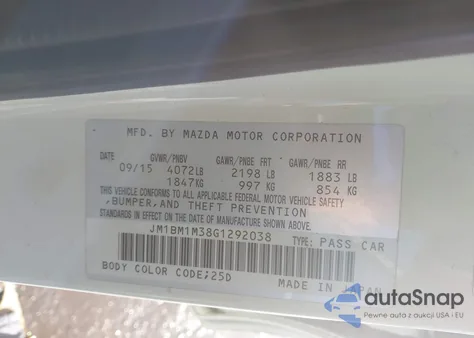 MFD. BY MAZDA MOTOR CORPORATION
GVWR/PNBV GAWR/PNBE FRT GAWR/PNBE RR
09/15 4072LB 2198 LB 1883 LB
1847KG 997 KG 854 KG
THIS VEHICLE CONFORMS TO ALL APPLICABLE FEDERAL MOTOR VEHICLE SAFETY
,BUMPER,AND THEFT PREVENTION
STANDARDS IN EFFECT ON THE DATE OF MANUFACTURE SHOWN ABOVE.
JM1BM1M38G1292038 TYPE: PASS CAR
BODY COLOR CODE;25D MADE IN JAPAN
autoSnap
Pojazdy z aukcji USA i EU